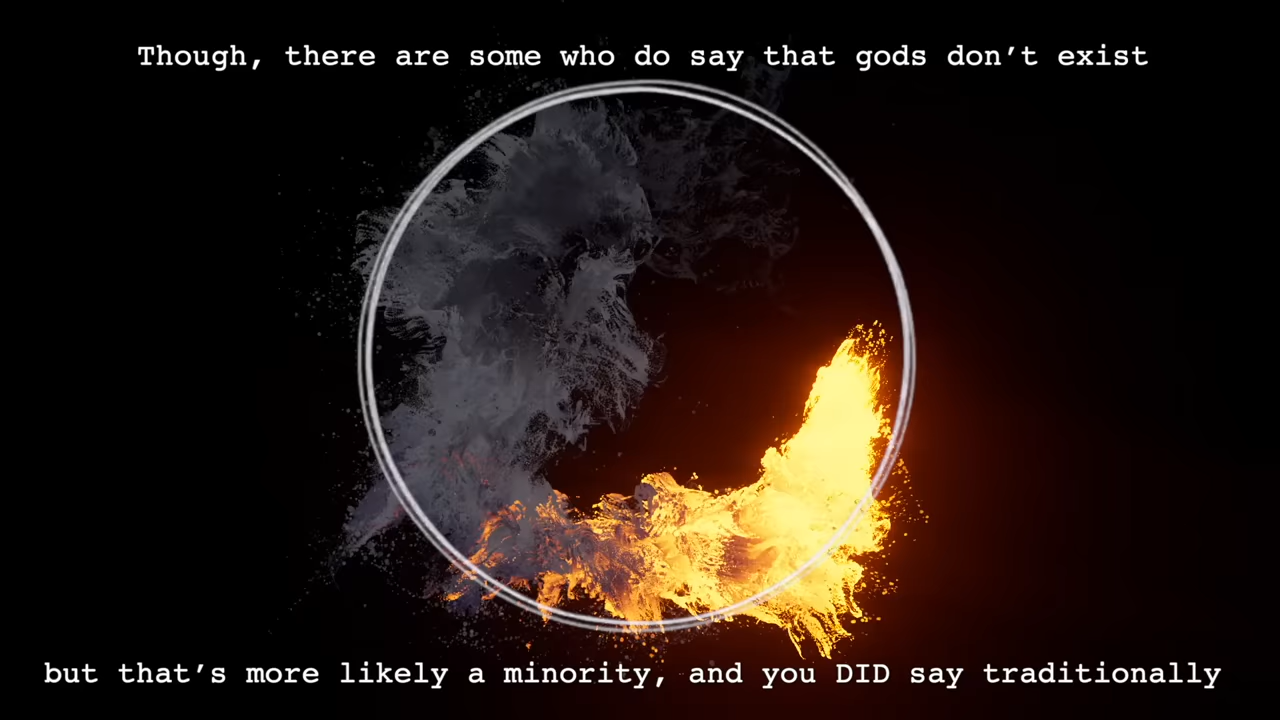 Though, there are some who do say that gods don’t exist
but that’s more likely a minority, and you DID say traditionally